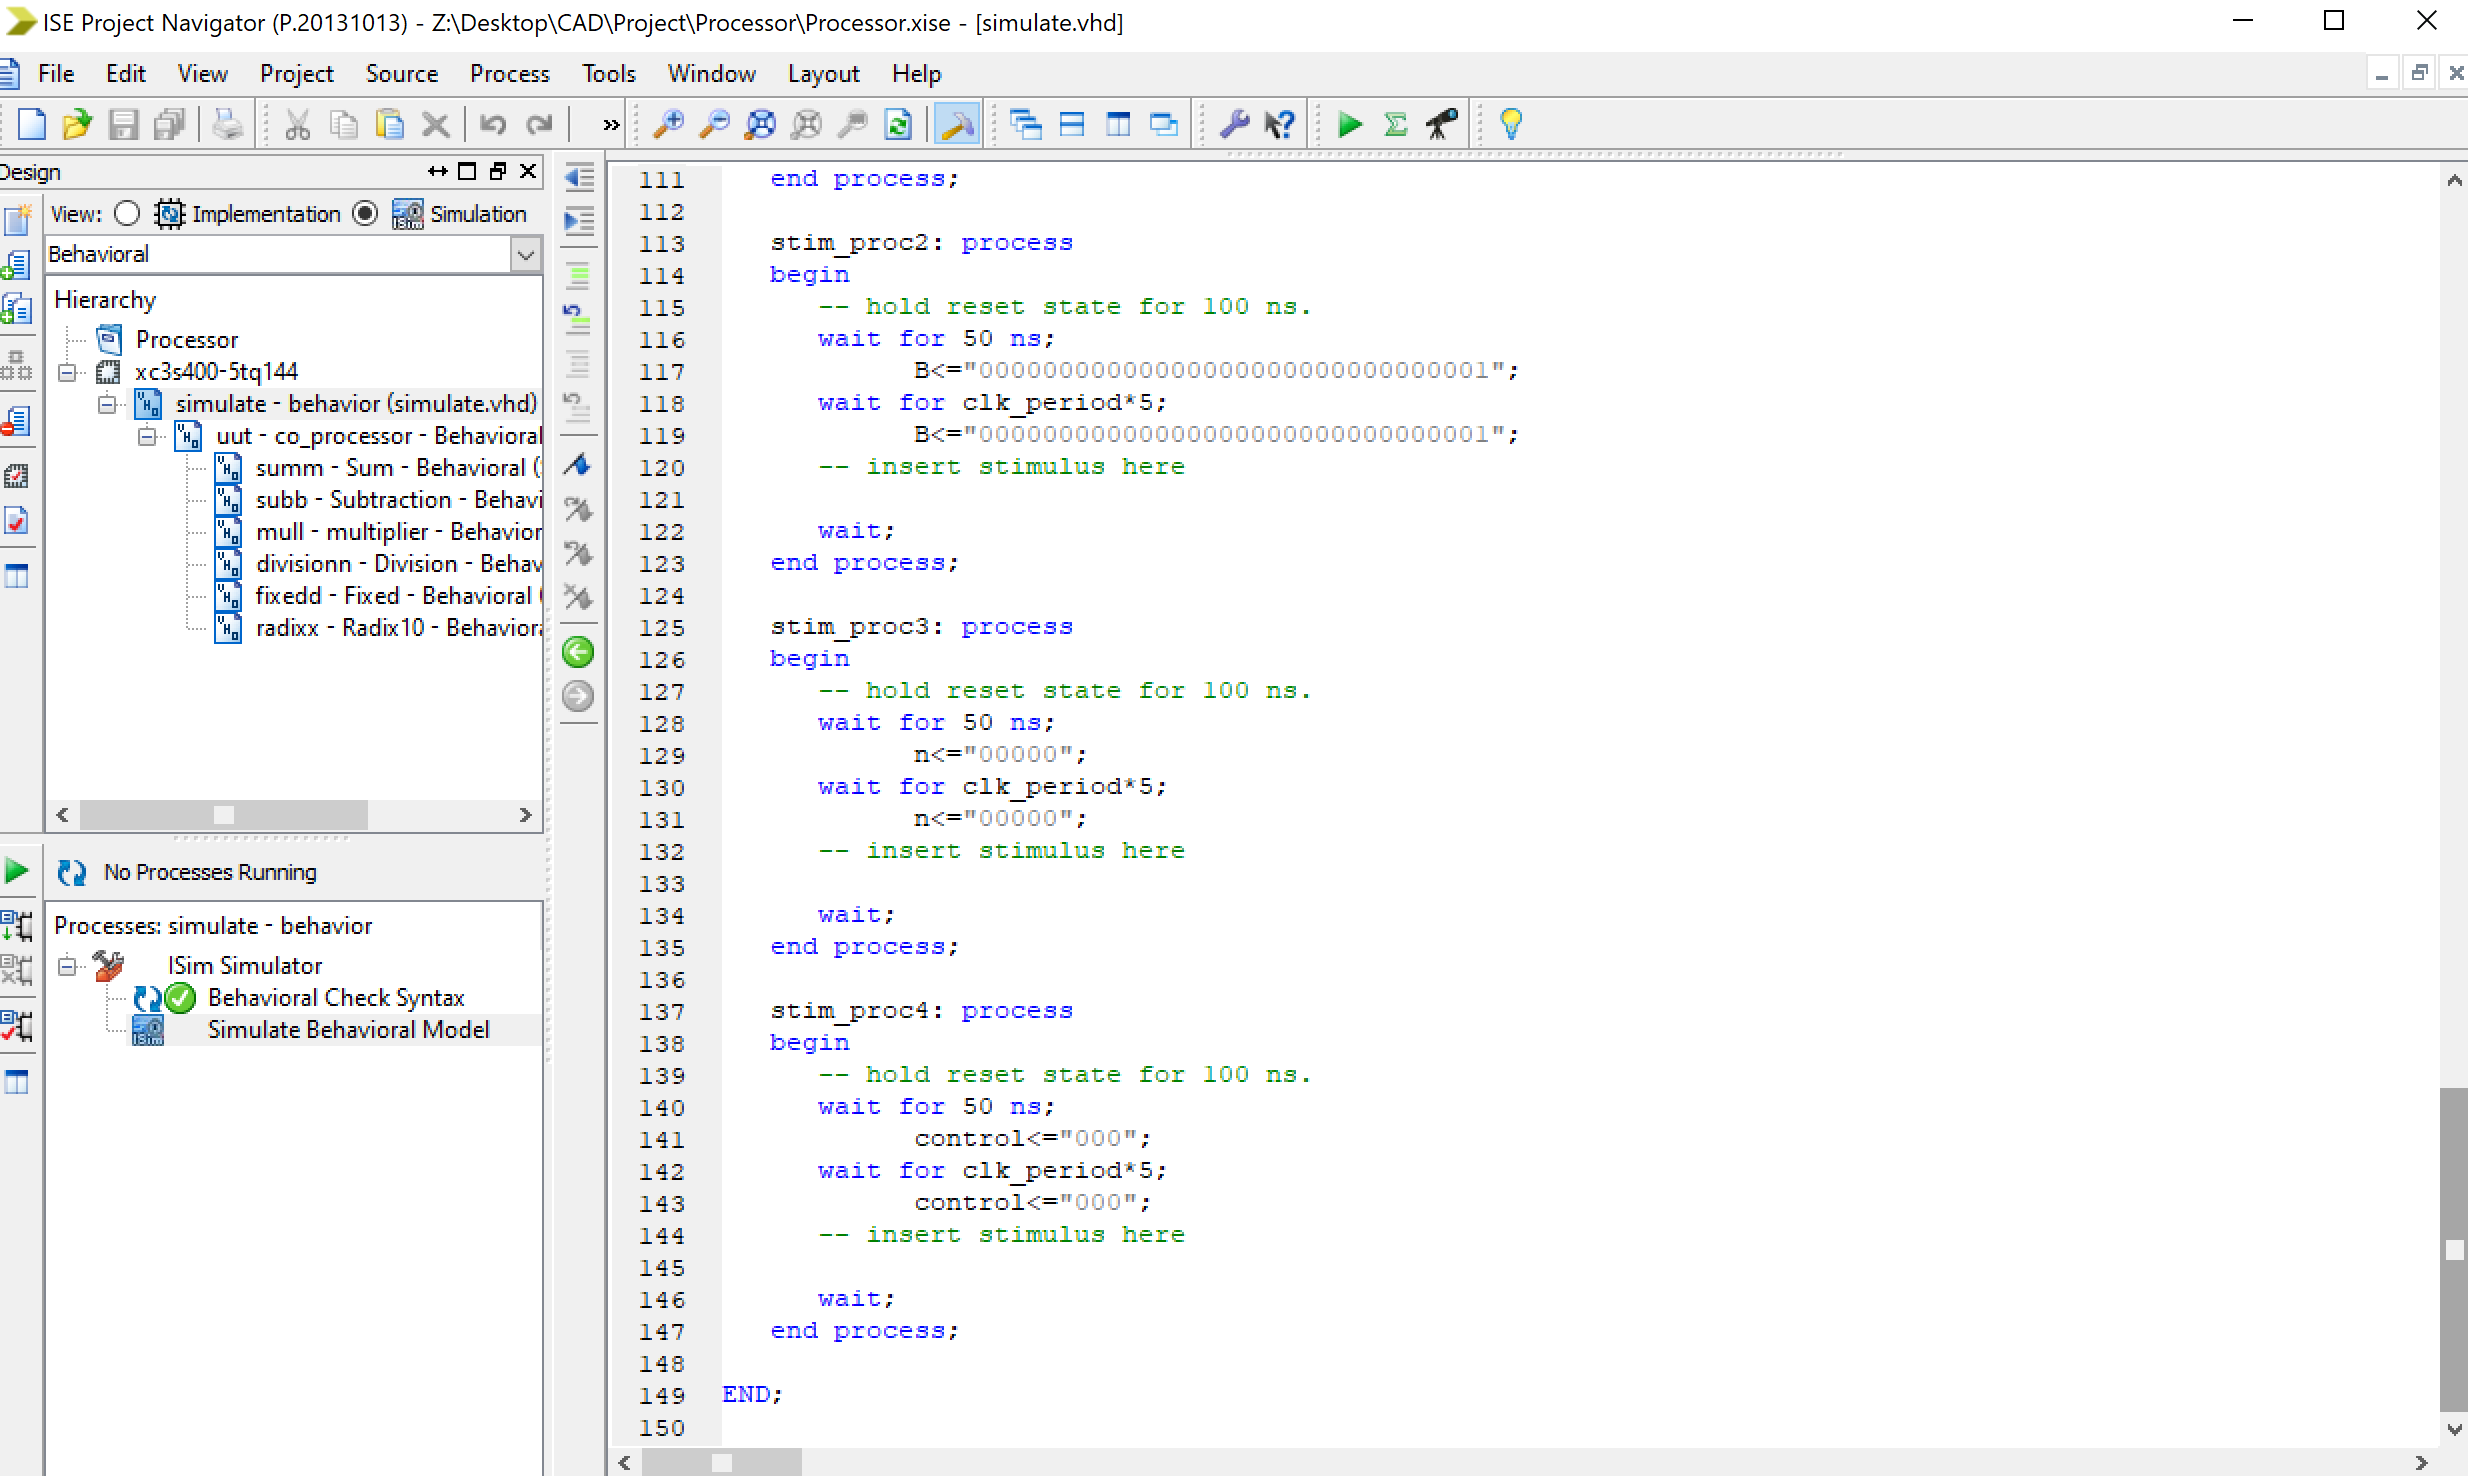 ISE Project Navigator (P.20131013) - Z:\Desktop\CAD\Project\Processor\Processor.xise - [simulate.vhd]
File Edit View Project Source Process Tools Window Layout Help
Design
View: Implementation Simulation
Behavioral
Hierarchy
Processor
xc3s400-5tq144
simulate - behavior (simulate.vhd)
uut - co_processor - Behavioral
summ - Sum - Behavioral (
subb - Subtraction - Behavi
mull - multiplier - Behavior
divisionn - Division - Behav
fixedd - Fixed - Behavioral (
radixx - Radix10 - Behaviora
No Processes Running
Processes: simulate - behavior
ISim Simulator
Behavioral Check Syntax
Simulate Behavioral Model
111 end process;
112
113 stim_proc2: process
114 begin
115 -- hold reset state for 100 ns.
116 wait for 50 ns;
117 B<="00000000000000000000000000000001";
118 wait for clk_period*5;
119 B<="00000000000000000000000000000001";
120 -- insert stimulus here
121
122 wait;
123 end process;
124
125 stim_proc3: process
126 begin
127 -- hold reset state for 100 ns.
128 wait for 50 ns;
129 n<="00000";
130 wait for clk_period*5;
131 n<="00000";
132 -- insert stimulus here
133
134 wait;
135 end process;
136
137 stim_proc4: process
138 begin
139 -- hold reset state for 100 ns.
140 wait for 50 ns;
141 control<="000";
142 wait for clk_period*5;
143 control<="000";
144 -- insert stimulus here
145
146 wait;
147 end process;
148
149 END;
150